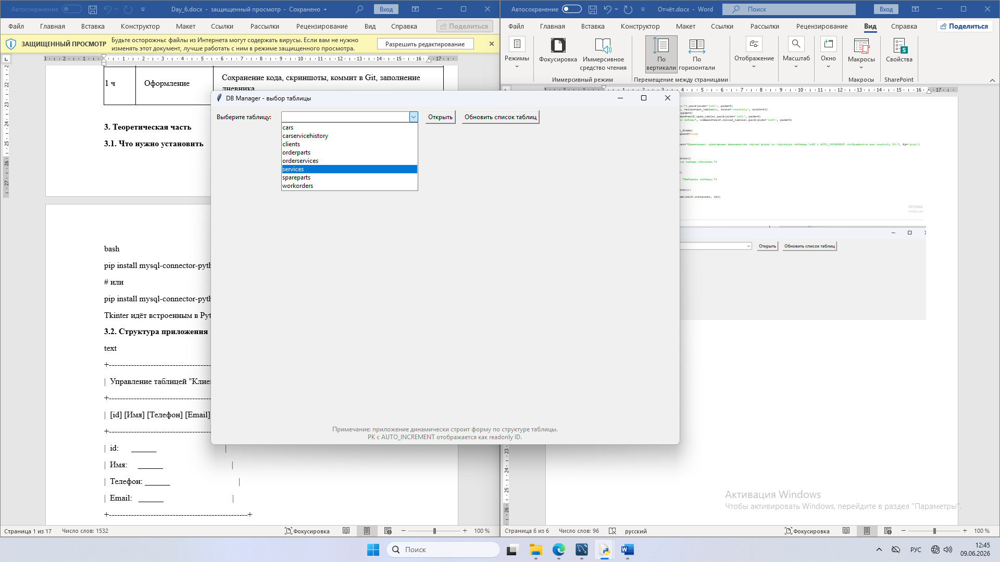 Автосохранение
Day_6.docx - защищенный просмотр - Сохранено
Вход
Файл Главная Вставка Конструктор Макет Ссылки Рассылки Рецензирование Вид Справка
Поделиться
ЗАЩИЩЕННЫЙ ПРОСМОТР
Будьте осторожны: файлы из Интернета могут содержать вирусы. Если вам не нужно
изменять этот документ, лучше работать с ним в режиме защищенного просмотра.
Разрешить редактирование
1 ч
Оформление
Сохранение кода, скриншоты, коммит в Git, заполнение
дневника
3. Теоретическая часть
3.1. Что нужно установить
bash
pip install mysql-connector-pyth
# или
pip install mysql-connector-pyth
Tkinter идёт встроенным в Pyt
3.2. Структура приложения
text
+-------------------------------------
| Управление таблицей "Клие
+-------------------------------------
| [id] [Имя] [Телефон] [Email]
+-------------------------------------
| id: ______ |
| Имя: ______ |
| Телефон: ______ |
| Email: ______ |
+--------------------------------------------------+
Страница 1 из 17
Число слов: 1532
Фокусировка
100 %
DB Manager - выбор таблицы
Выберите таблицу:
Открыть
Обновить список таблиц
cars
carservicehistory
clients
orderparts
orderservices
services
spareparts
workorders
Примечание: приложение динамически строит форму по структуре таблицы.
PK с AUTO_INCREMENT отображается как readonly ID.
Автосохранение
Отчёт.docx - Word
Поиск
Вход
Файл Главная Вставка Конструктор Макет Ссылки Рассылки Рецензирование Вид Справка
Поделиться
Режимы
Фокусировка
Иммерсивное
средство чтения
Иммерсивный режим
По
вертикали
По
горизонтали
Перемещение между страницами
Отображение
Масштаб
Окно
Макросы
Макросы
Свойства
SharePoint
Открыть
Обновить список таблиц
Активация Windows
Чтобы активировать Windows, перейдите в раздел "Параметры".
Страница 6 из 6
Число слов: 96
русский
Фокусировка
100 %
Поиск
РУС
12:45
09.06.2026